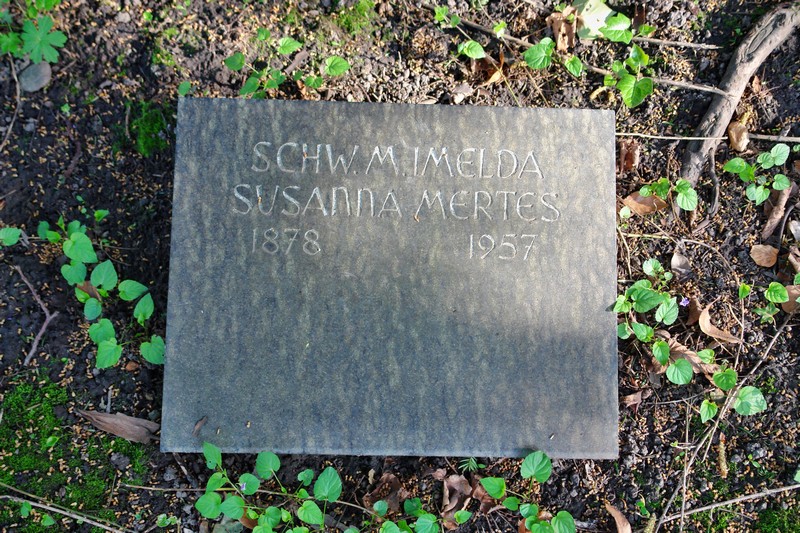 SCHW. M. IMELDA
SUSANNA MERTES
1878 1957